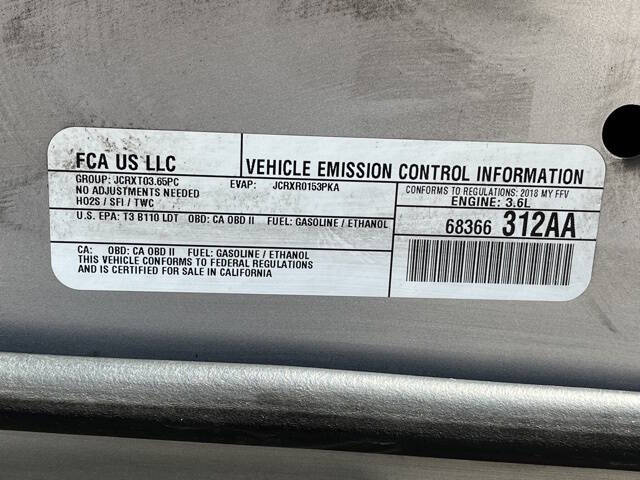 FCA US LLC
VEHICLE EMISSION CONTROL INFORMATION
GROUP: JCRXT03.65PC EVAP: JCRXR0153PKA
NO ADJUSTMENTS NEEDED
HO2S / SFI / TWC
CONFORMS TO REGULATIONS: 2018 MY FFV
ENGINE: 3.6L
U.S. EPA: T3 B110 LDT OBD: CA OBD II FUEL: GASOLINE / ETHANOL
68366 312AA
CA: OBD: CA OBD II FUEL: GASOLINE / ETHANOL
THIS VEHICLE CONFORMS TO FEDERAL REGULATIONS
AND IS CERTIFIED FOR SALE IN CALIFORNIA